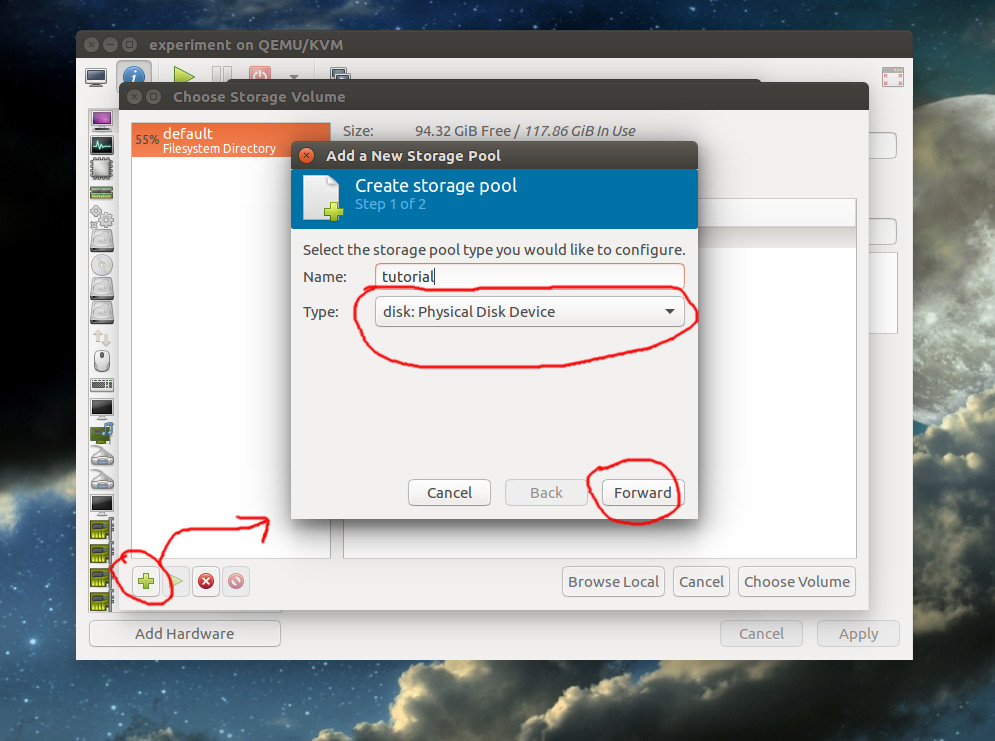 experiment on QEMU/KVM
Choose Storage Volume
55% default
Filesystem Directory
Size: 94.32 GiB Free / 117.86 GiB In Use
Add a New Storage Pool
Create storage pool
Step 1 of 2
Select the storage pool type you would like to configure.
Name: tutorial
Type: disk: Physical Disk Device
Cancel Back Forward
Browse Local Cancel Choose Volume
Add Hardware Cancel Apply